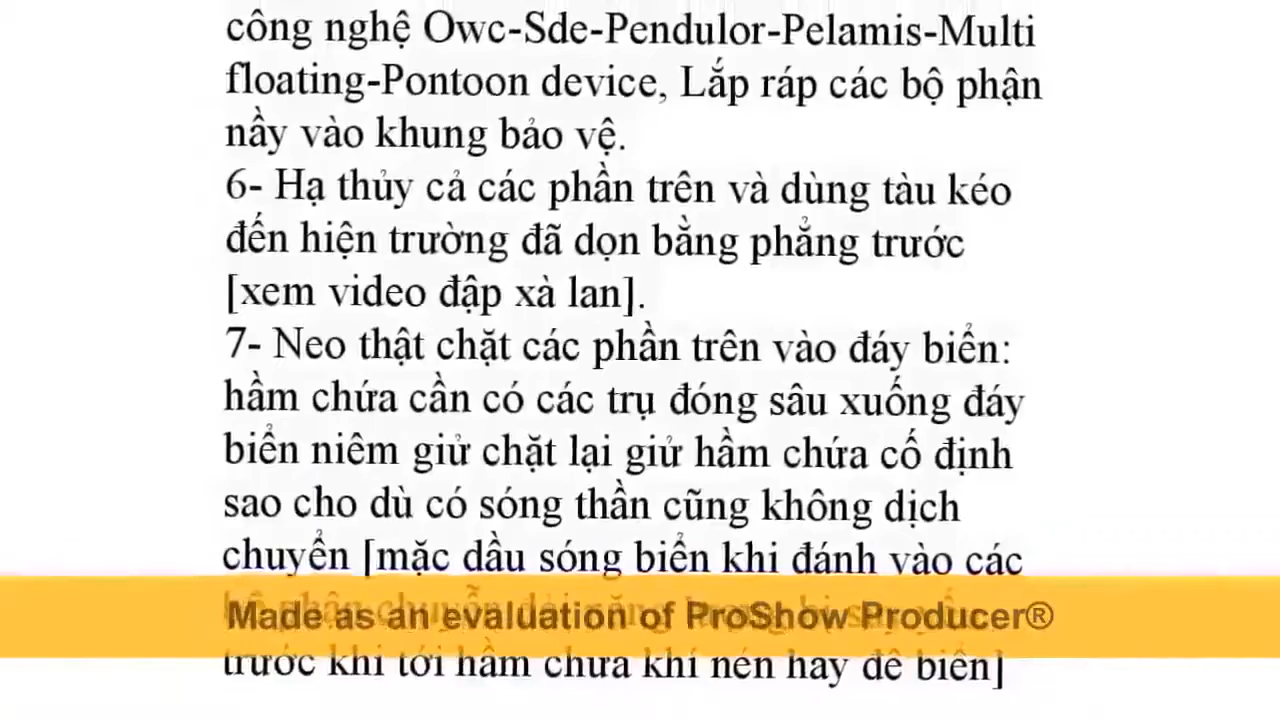 công nghệ Owc-Sde-Pendulor-Pelamis-Multi
floating-Pontoon device, Lắp ráp các bộ phận
nầy vào khung bảo vệ.
6- Hạ thủy cả các phần trên và dùng tàu kéo
đến hiện trường đã dọn bằng phẳng trước
[xem video đập xà lan].
7- Neo thật chặt các phần trên vào đáy biển:
hầm chứa cần có các trụ đóng sâu xuống đáy
biển niêm giử chặt lại giử hầm chứa cố định
sao cho dù có sóng thần cũng không dịch
chuyển [mặc dầu sóng biển khi đánh vào các
Made as an evaluation of ProShow Producer®
trước khi tới hầm chưa khí nén hay đê biển]